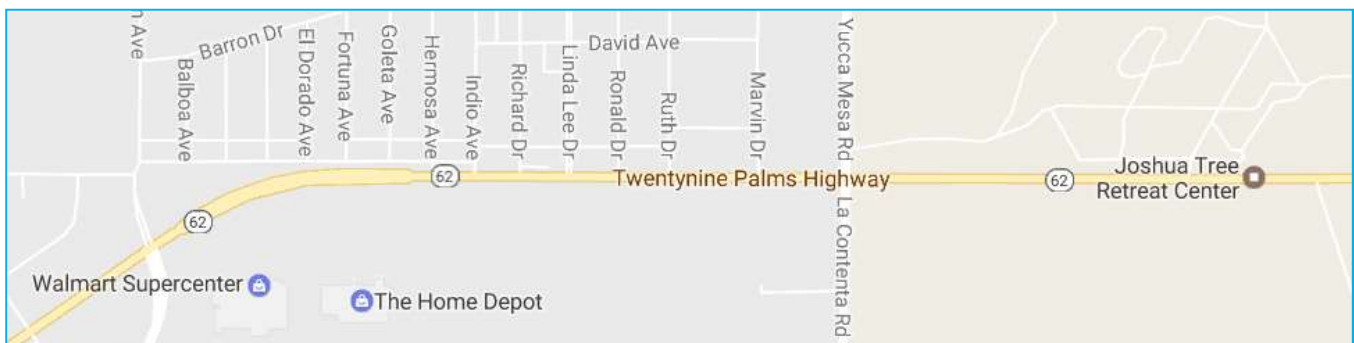 n Ave
Barron Dr
Balboa Ave
El Dorado Ave
Fortuna Ave
Goleta Ave
Hermosa Ave
Indio Ave
Richard Dr
Linda Lee Dr
David Ave
Ronald Dr
Ruth Dr
Marvin Dr
Yucca Mesa Rd
62
Twentynine Palms Highway
62
Joshua Tree
Retreat Center
62
La Contenta Rd
Walmart Supercenter
The Home Depot